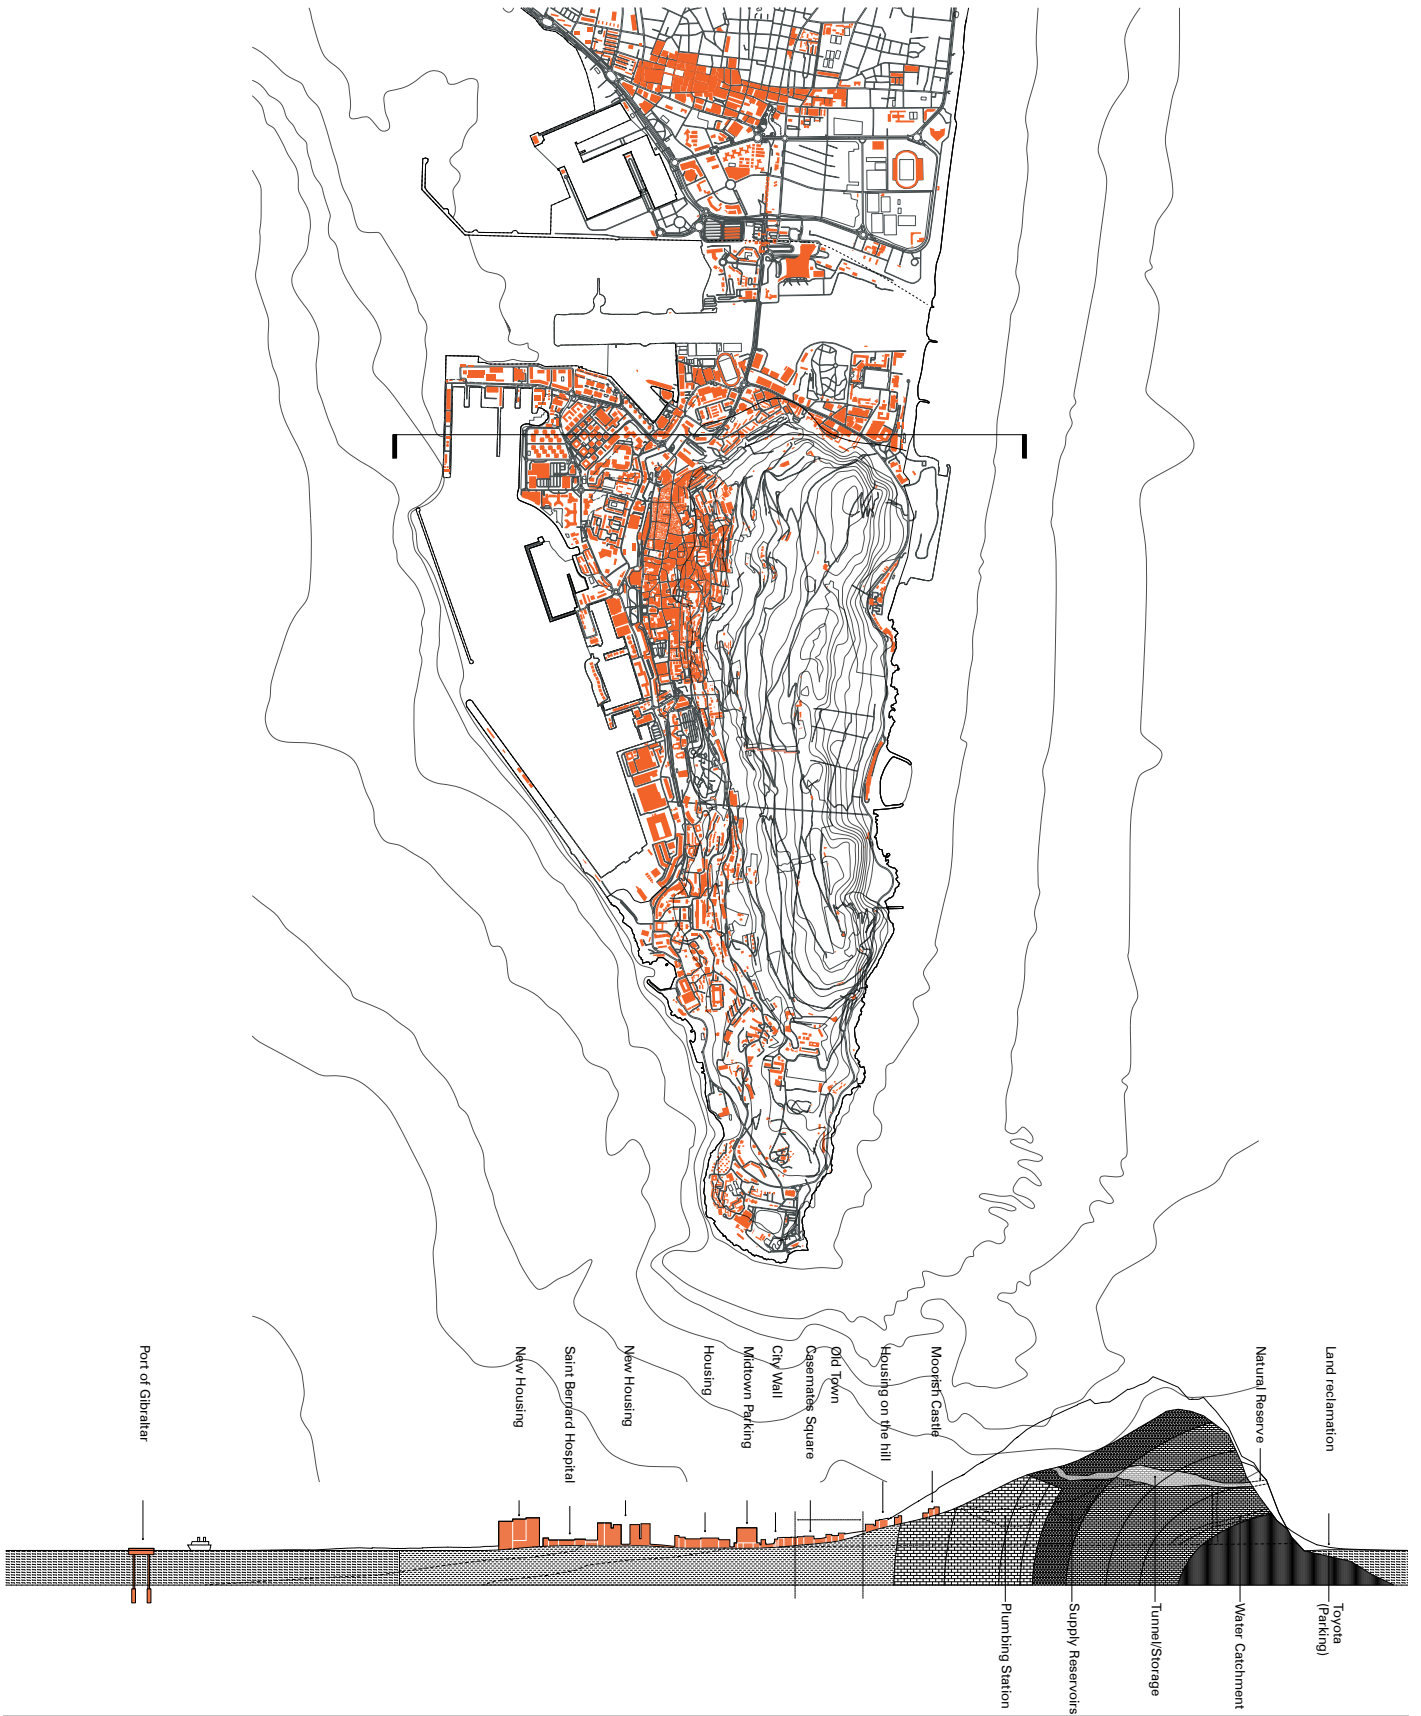 Port of Gibraltar
New Housing
Saint Bernard Hospital
New Housing
Housing
Midtown Parking
City Wall
Casemates Square
Old Town
Housing on the hill
Moorish Castle
Natural Reserve
Land reclamation
Plumbing Station
Supply Reservoirs
Tunnel/Storage
Water Catchment
Toyota
(Parking)